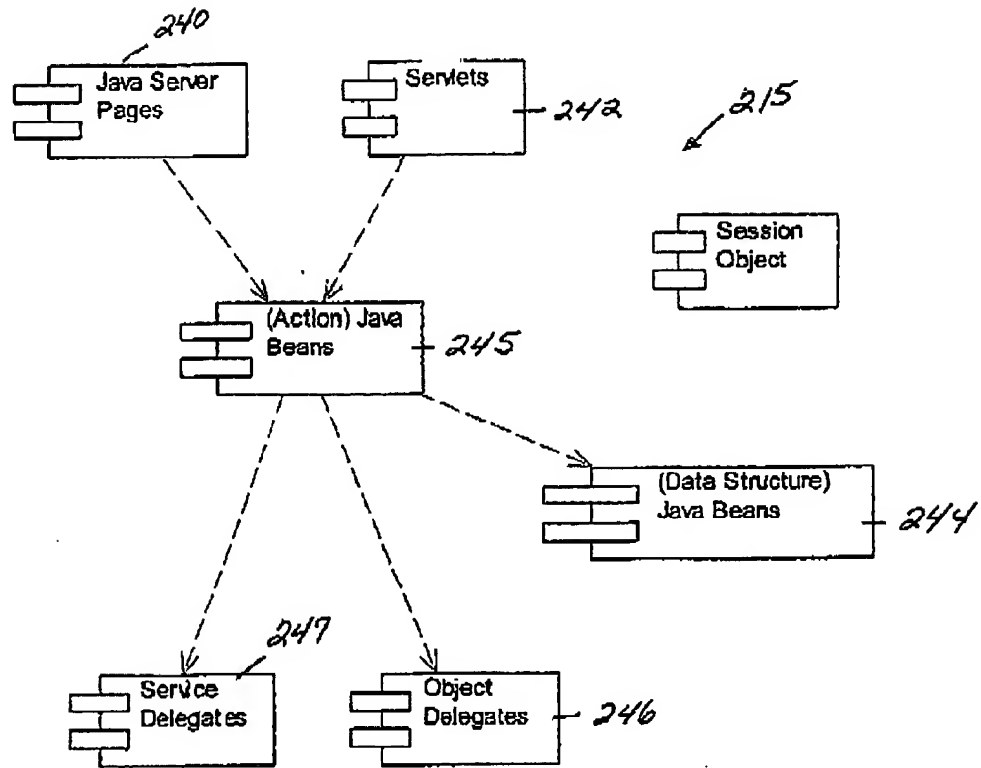 240
Java Server
Pages
Servlets
242
215
Session
Object
(Action) Java
Beans
245
(Data Structure)
Java Beans
244
247
Service
Delegates
Object
Delegates
246